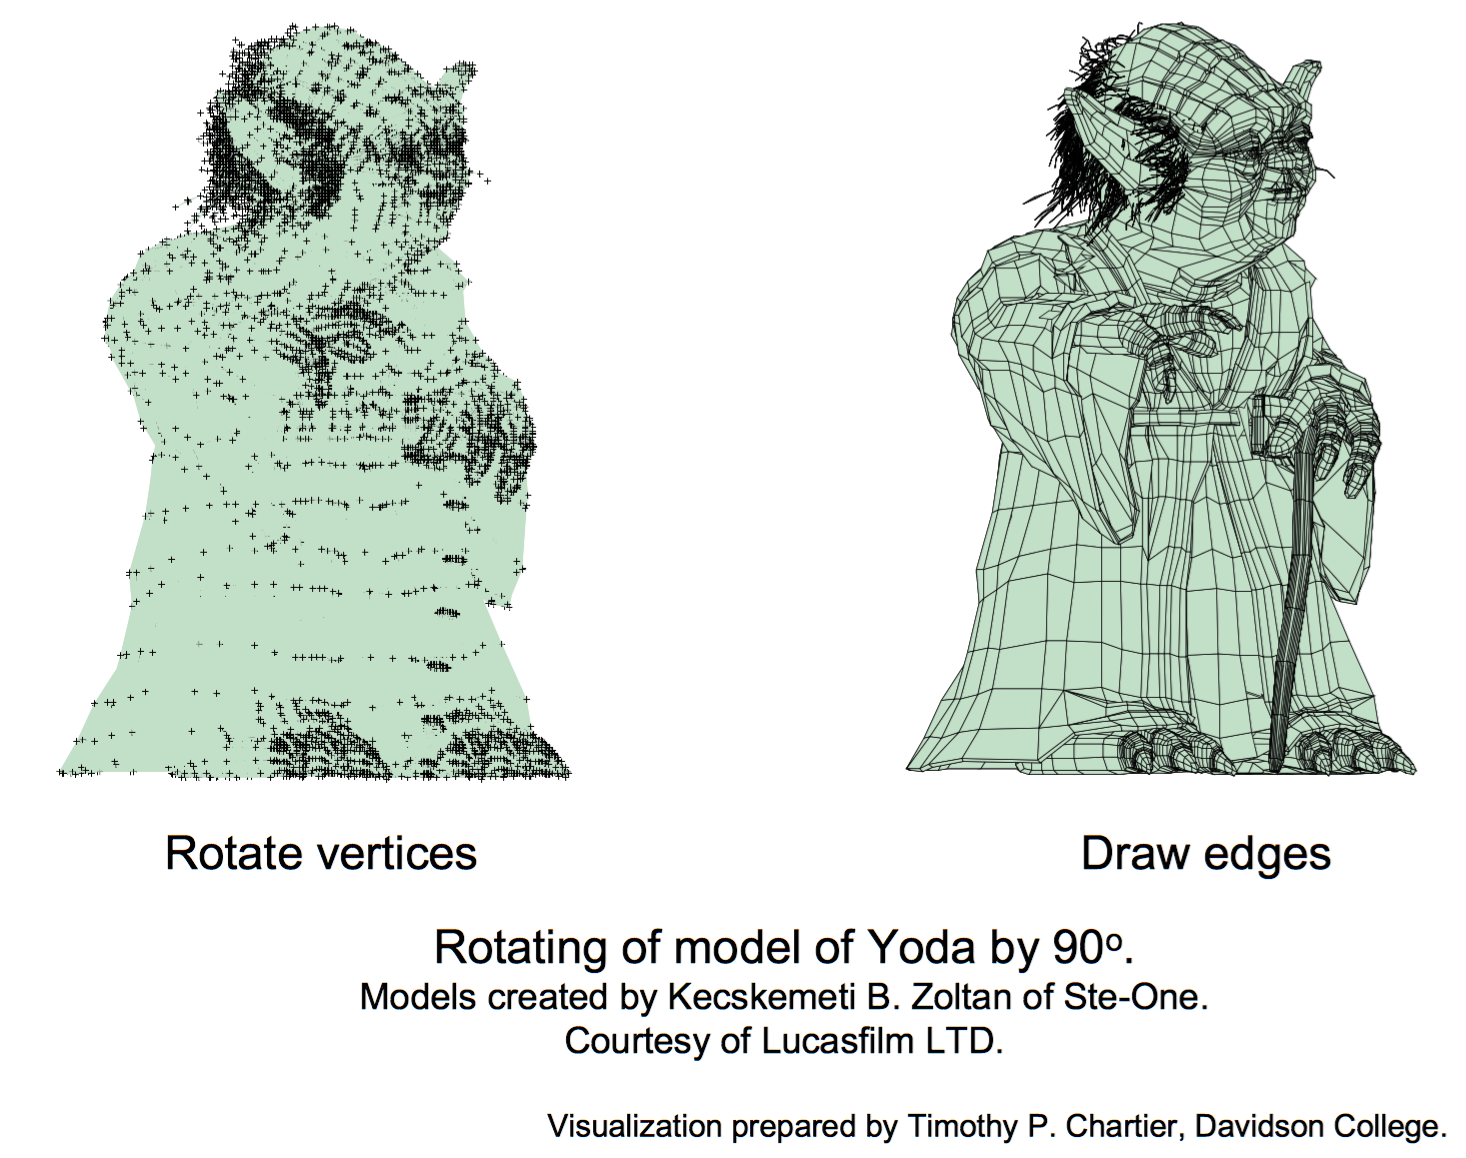 Rotate vertices
Draw edges
Rotating of model of Yoda by 90º.
Models created by Kecskemeti B. Zoltan of Ste-One.
Courtesy of Lucasfilm LTD.
Visualization prepared by Timothy P. Chartier, Davidson College.